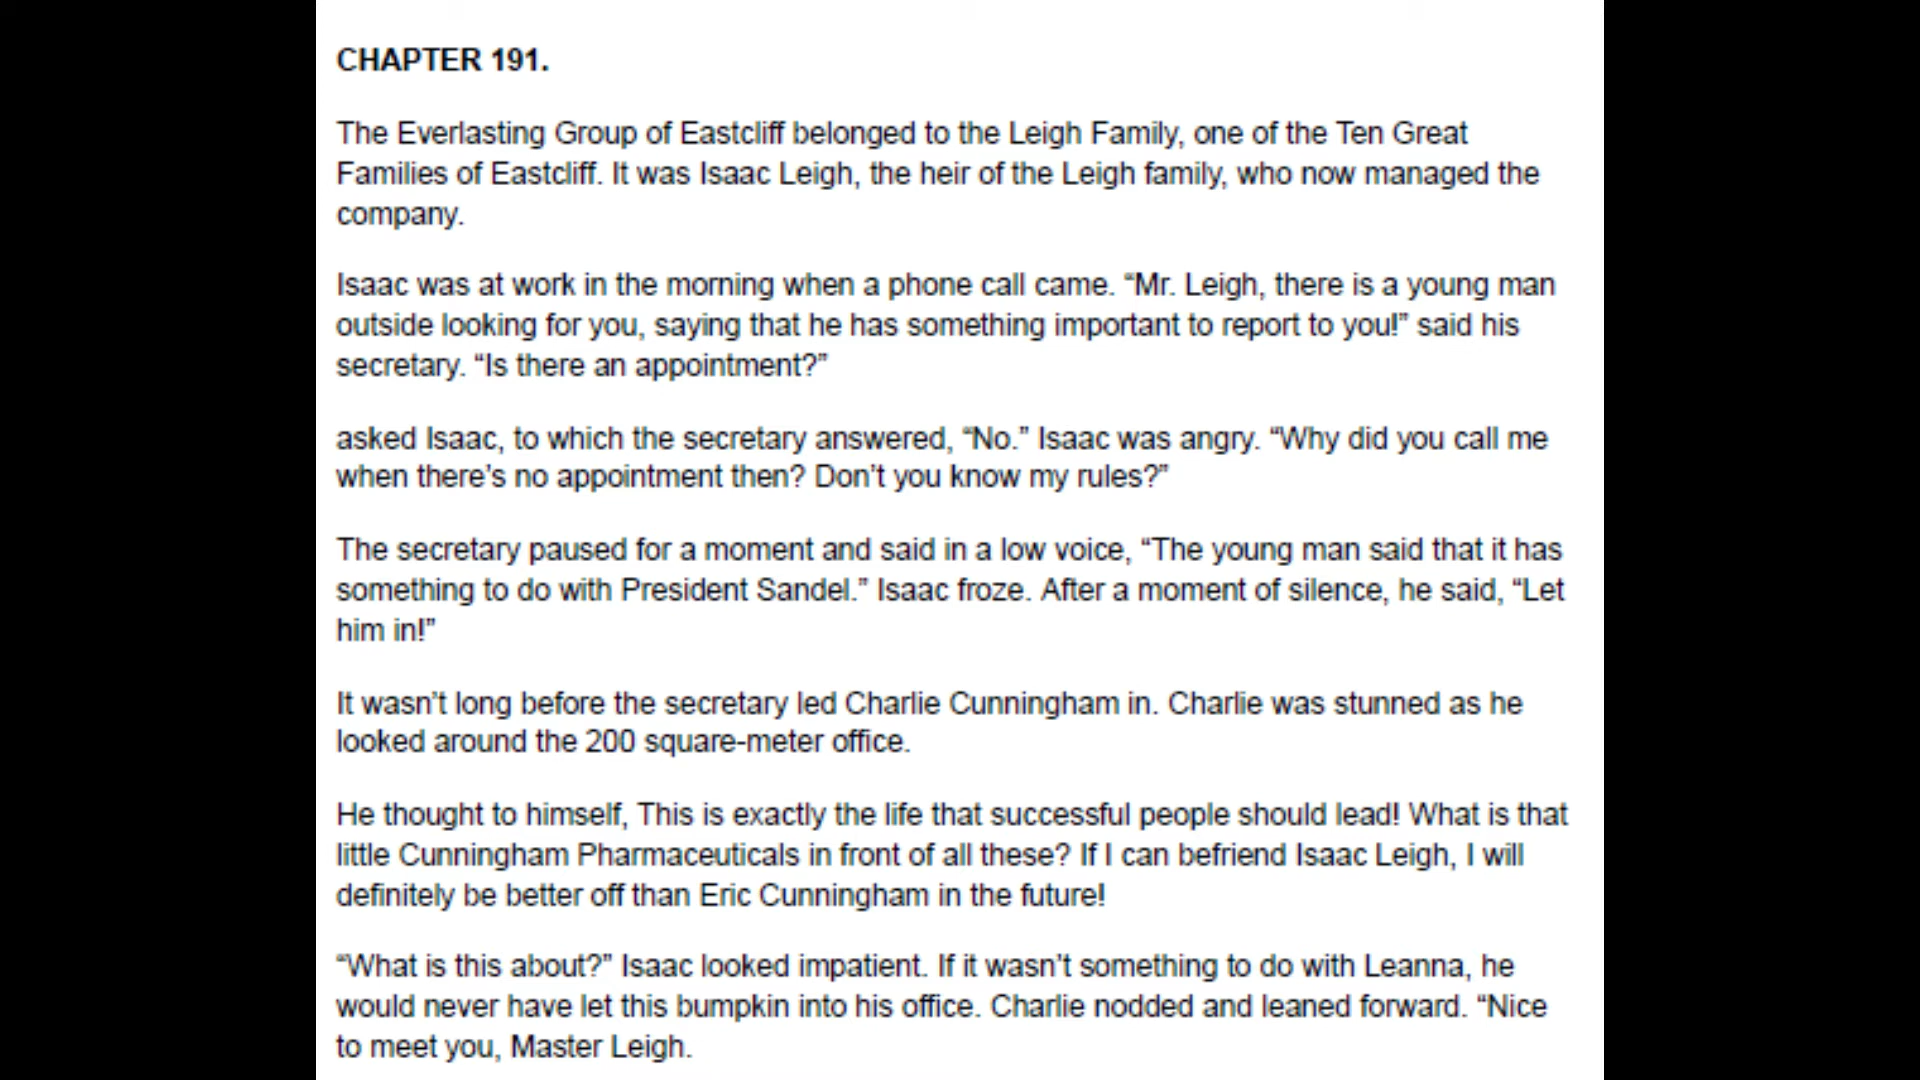 CHAPTER 191.
The Everlasting Group of Eastcliff belonged to the Leigh Family, one of the Ten Great
Families of Eastcliff. It was Isaac Leigh, the heir of the Leigh family, who now managed the
company.
Isaac was at work in the morning when a phone call came. “Mr. Leigh, there is a young man
outside looking for you, saying that he has something important to report to you!” said his
secretary. “Is there an appointment?”
asked Isaac, to which the secretary answered, “No.” Isaac was angry. “Why did you call me
when there’s no appointment then? Don’t you know my rules?”
The secretary paused for a moment and said in a low voice, “The young man said that it has
something to do with President Sandel.” Isaac froze. After a moment of silence, he said, “Let
him in!”
It wasn’t long before the secretary led Charlie Cunningham in. Charlie was stunned as he
looked around the 200 square-meter office.
He thought to himself, This is exactly the life that successful people should lead! What is that
little Cunningham Pharmaceuticals in front of all these? If I can befriend Isaac Leigh, I will
definitely be better off than Eric Cunningham in the future!
“What is this about?” Isaac looked impatient. If it wasn’t something to do with Leanna, he
would never have let this bumpkin into his office. Charlie nodded and leaned forward. “Nice
to meet you, Master Leigh.